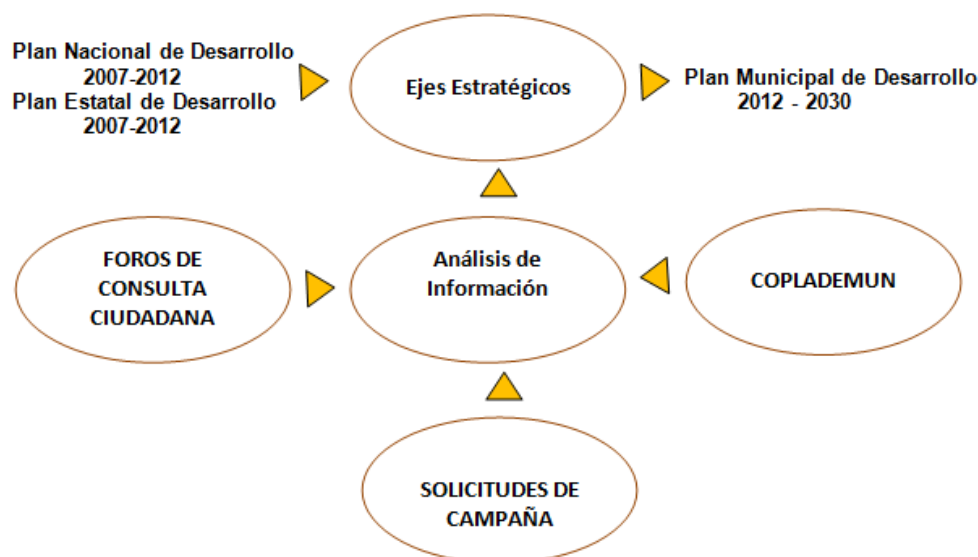 Plan Nacional de Desarrollo
2007-2012
Plan Estatal de Desarrollo
2007-2012
Ejes Estratégicos
Plan Municipal de Desarrollo
2012 - 2030
FOROS DE
CONSULTA
CIUDADANA
Análisis de
Información
COPLADEMUN
SOLICITUDES DE
CAMPAÑA